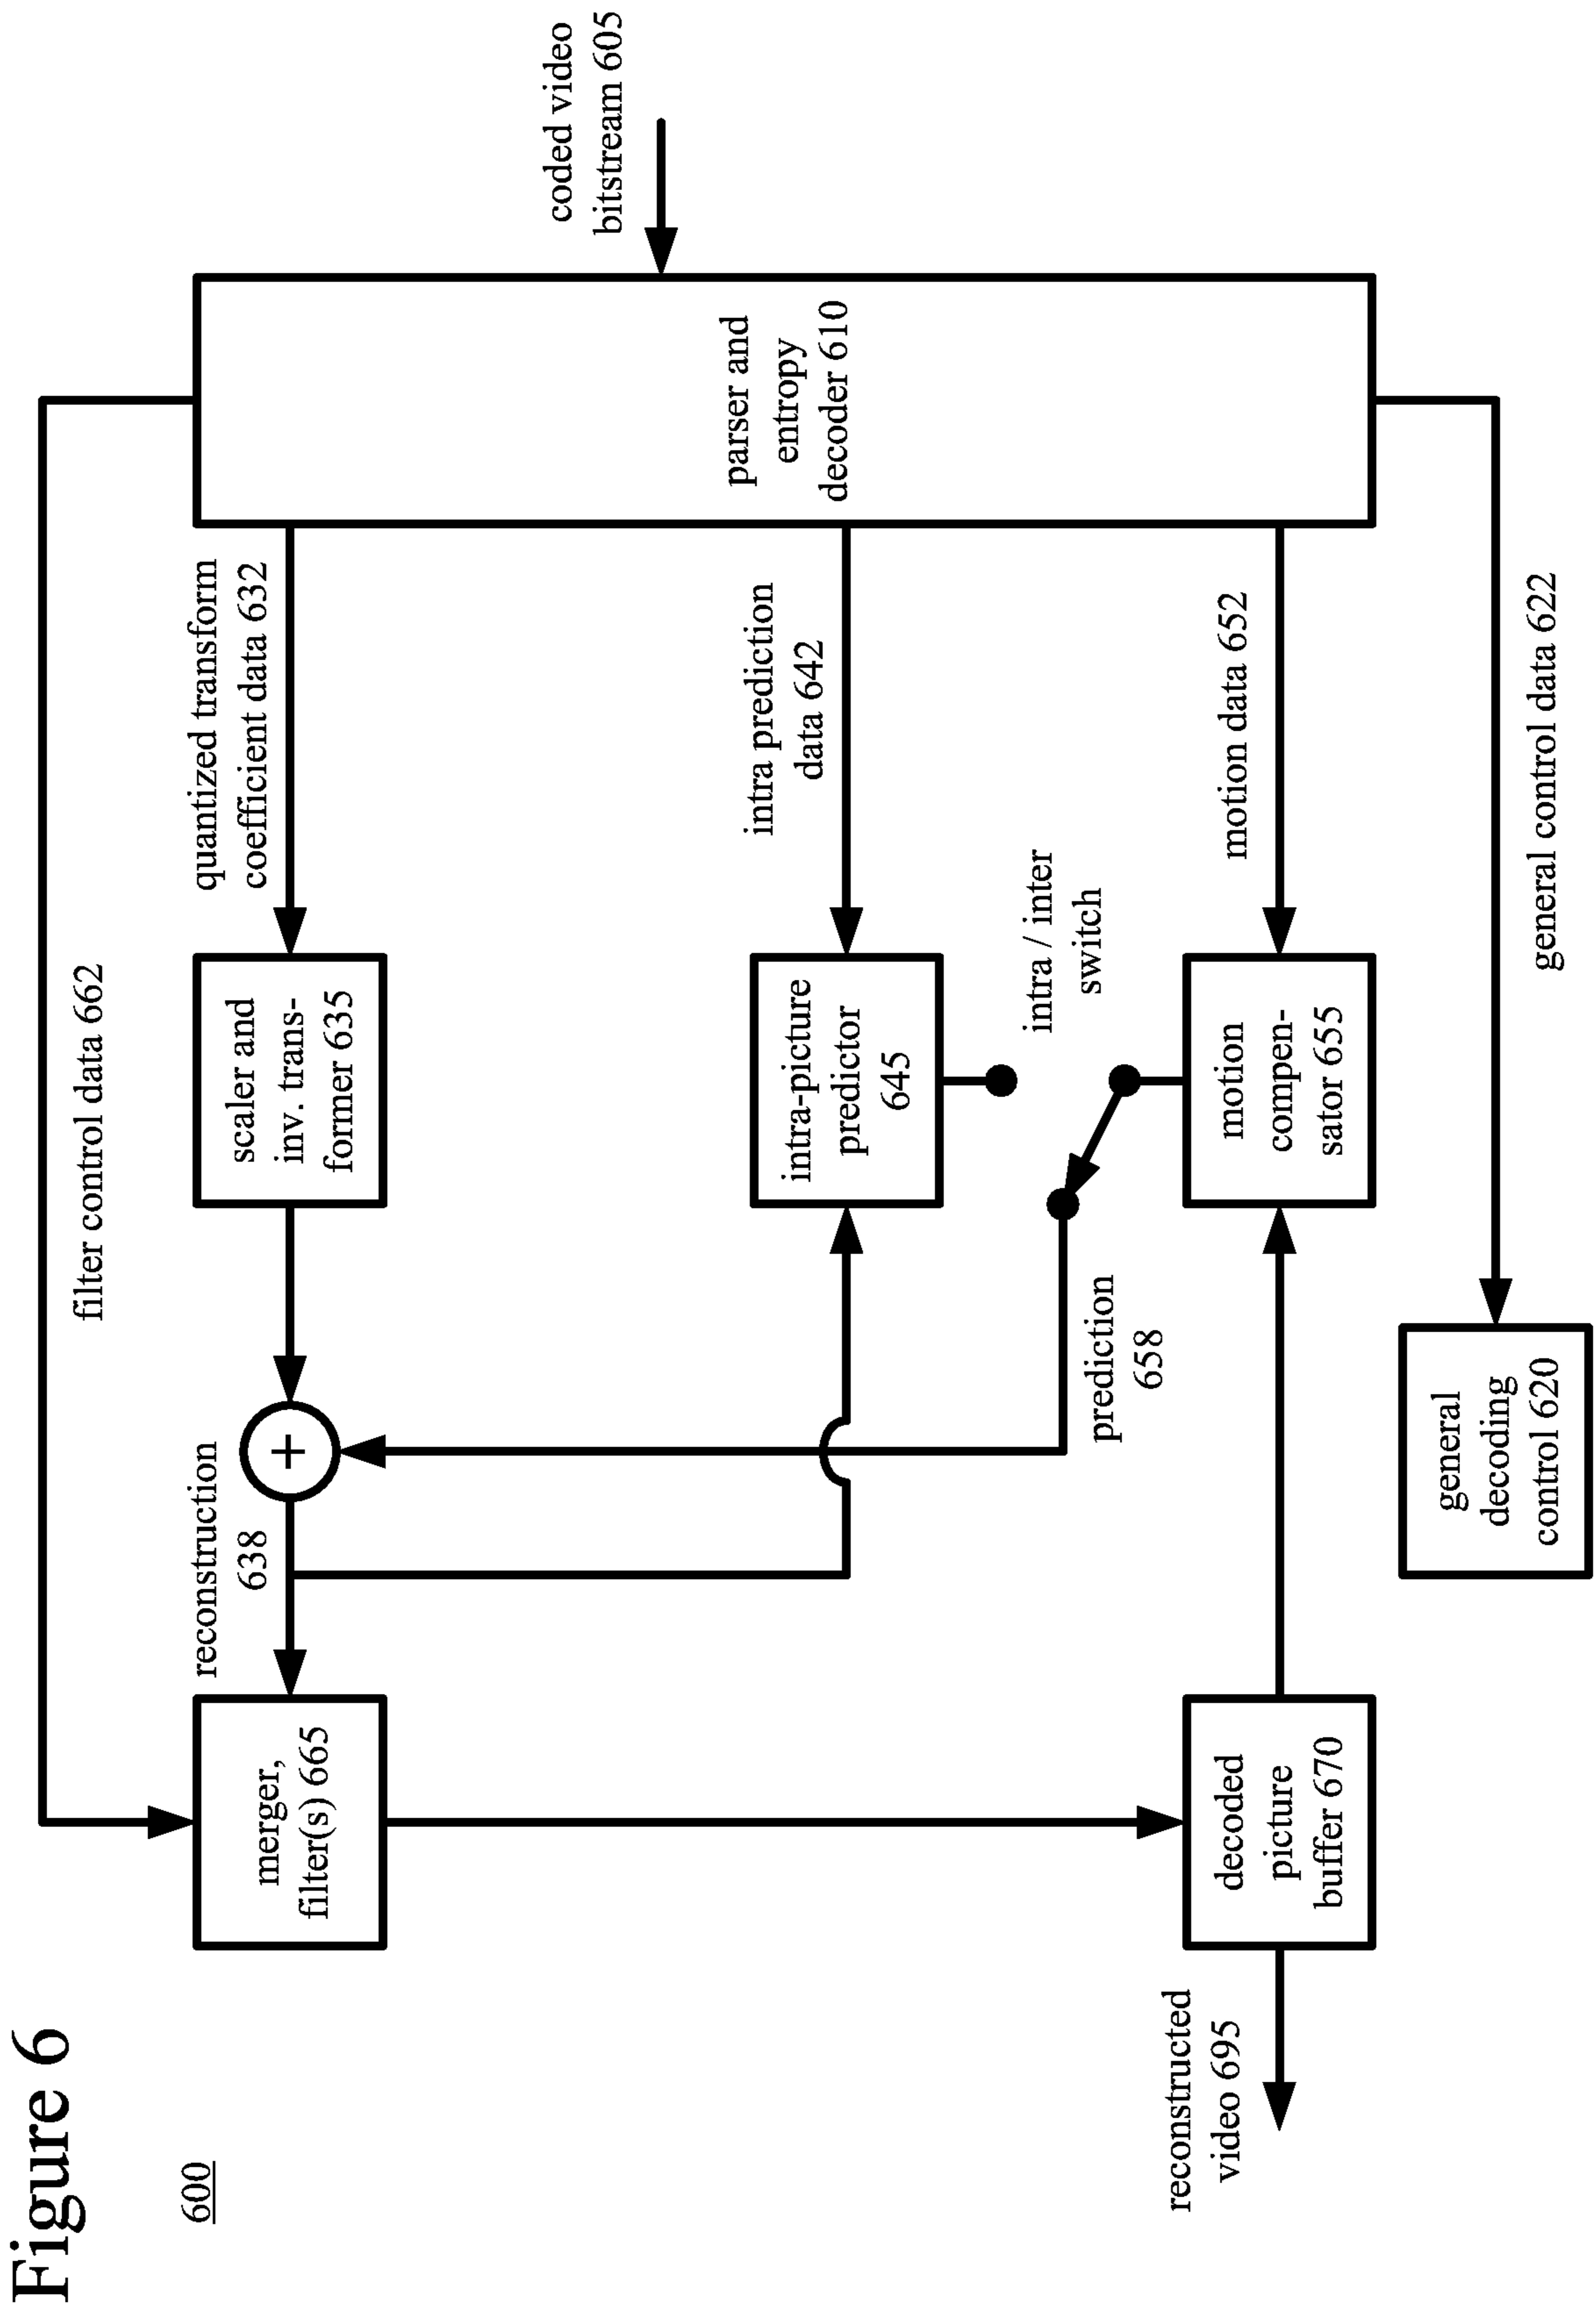 Figure 6
600
coded video
bitstream 605
parser and
entropy
decoder 610
filter control data 662
quantized transform
coefficient data 632
intra prediction
data 642
motion data 652
general control data 622
scaler and
inv. trans-
former 635
intra-picture
predictor
645
intra / inter
switch
motion
compen-
sator 655
+
reconstruction
638
prediction
658
general
decoding
control 620
merger,
filter(s) 665
decoded
picture
buffer 670
reconstructed
video 695